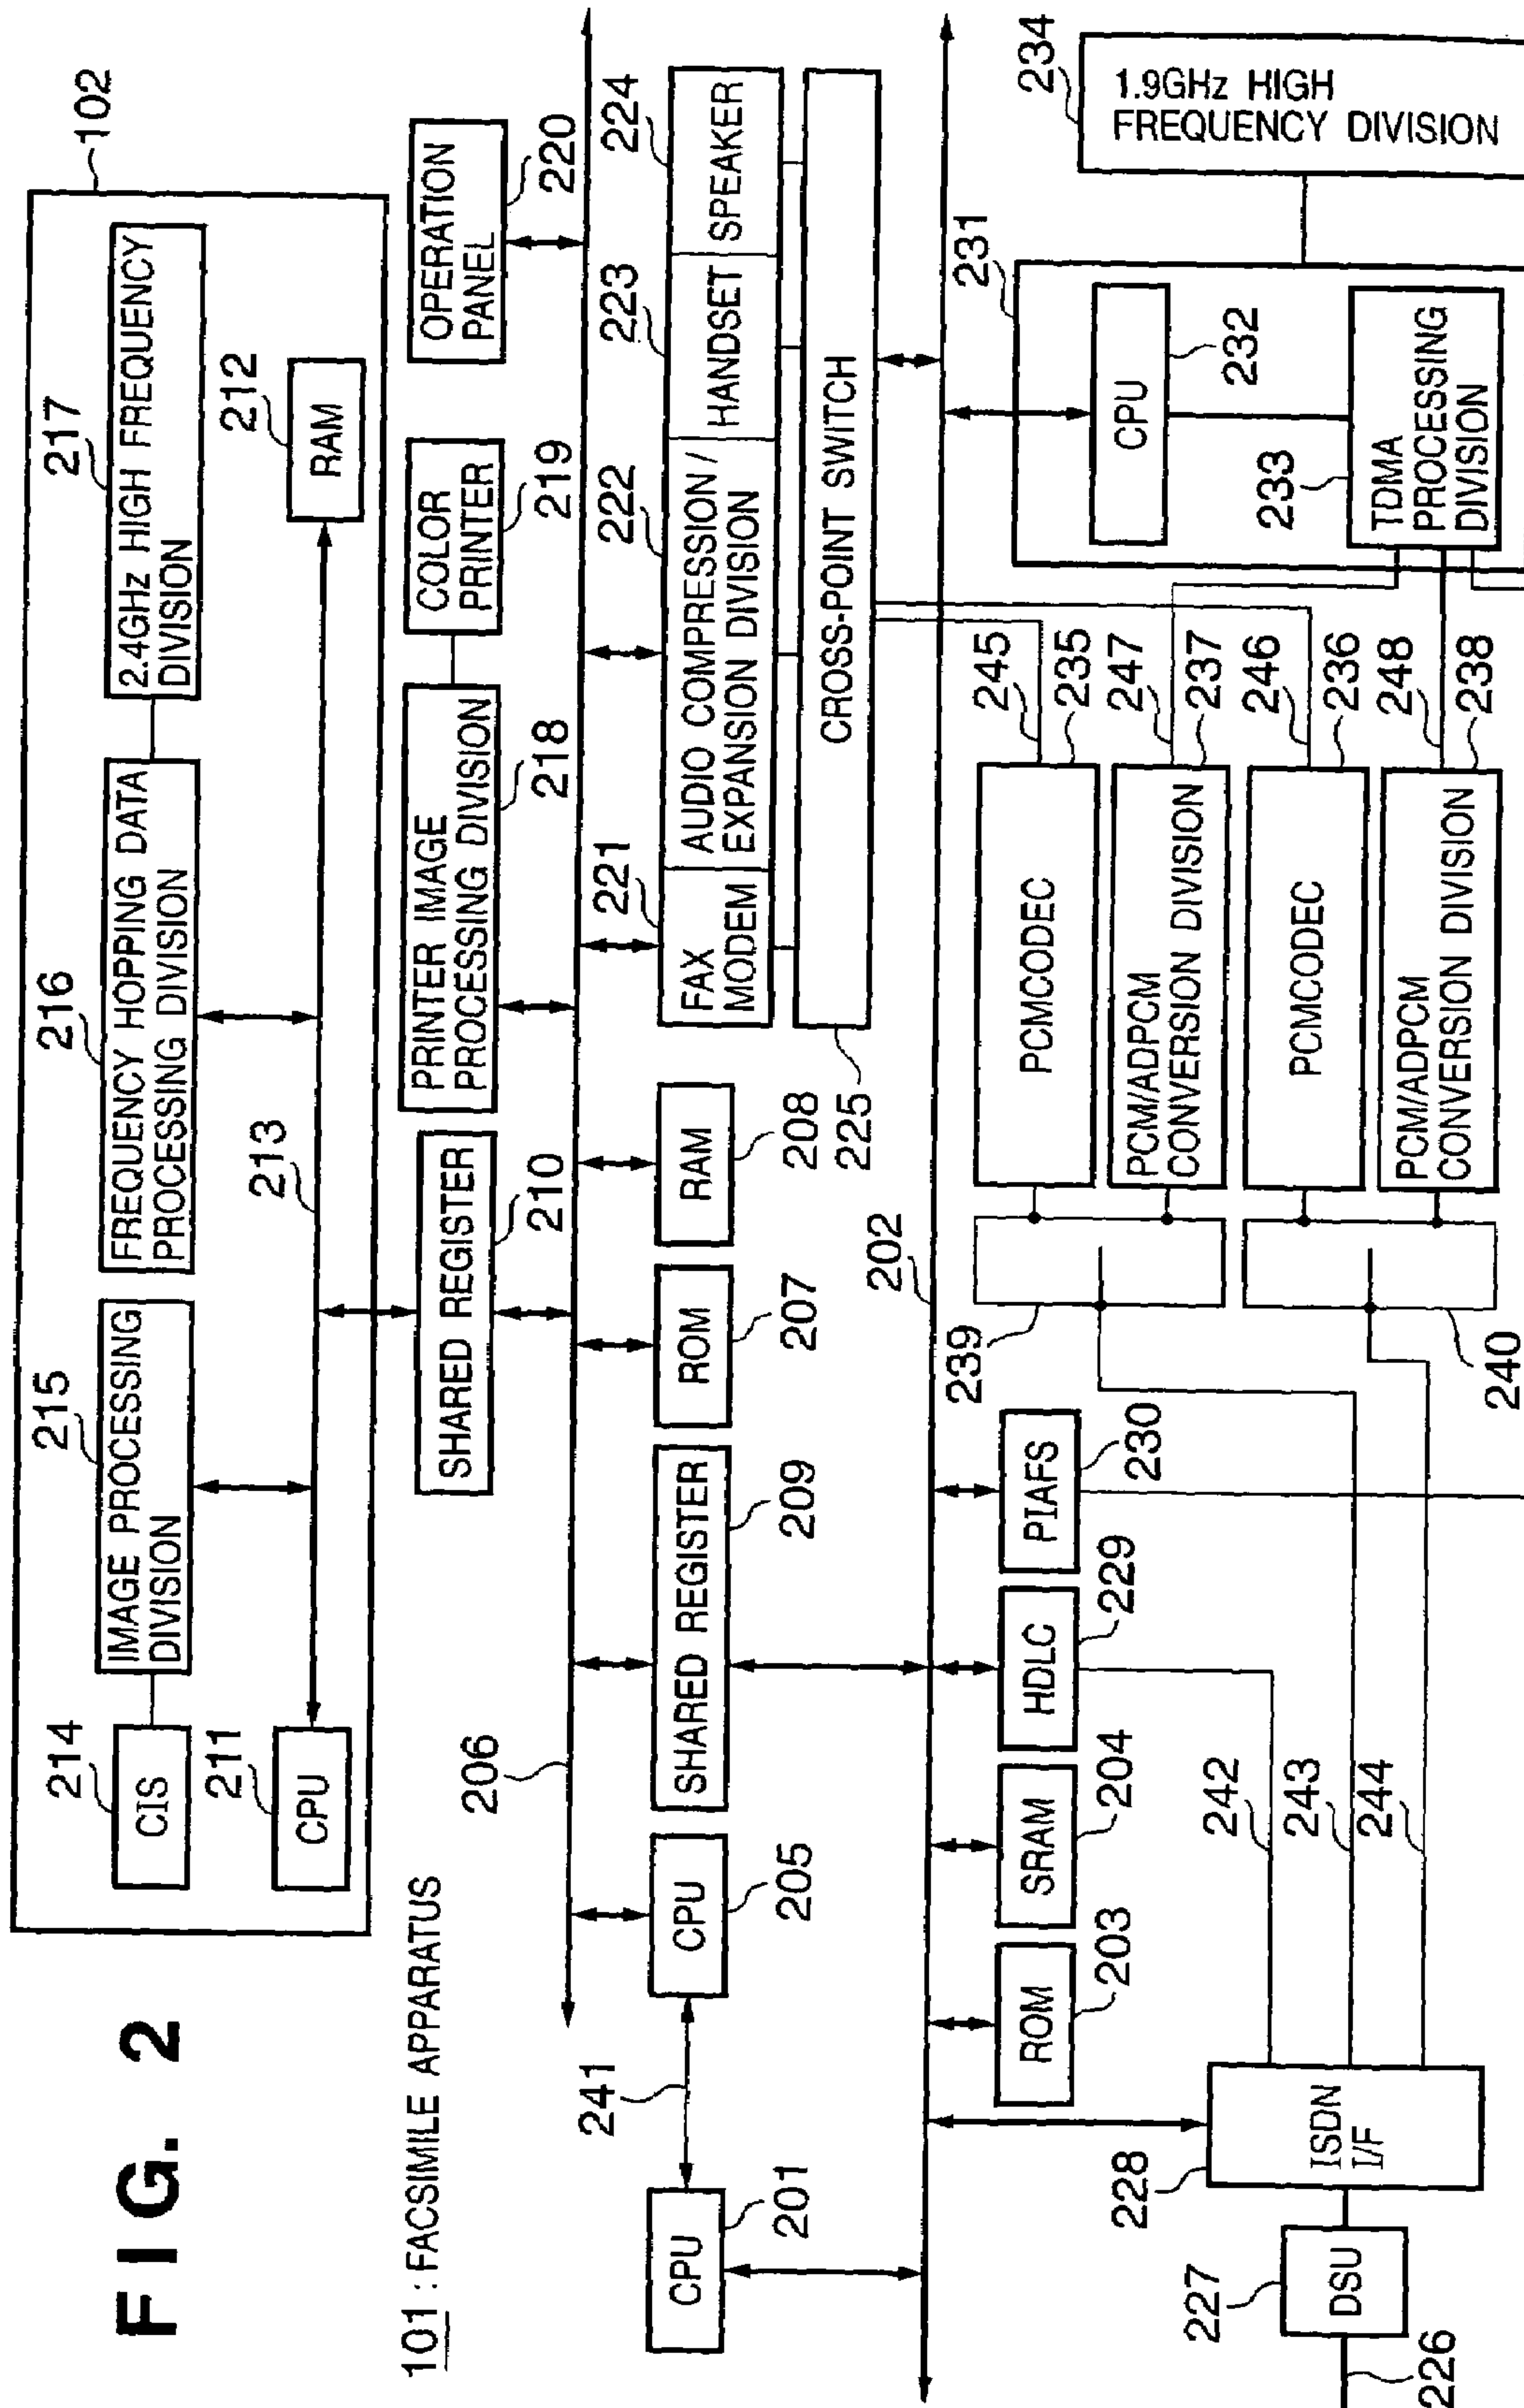 FIG. 2
101 : FACSIMILE APPARATUS
102
214
CIS
215
IMAGE PROCESSING
DIVISION
216
FREQUENCY HOPPING DATA
PROCESSING DIVISION
217
2.4GHz HIGH FREQUENCY
DIVISION
211
CPU
213
212
RAM
SHARED REGISTER
210
PRINTER IMAGE
PROCESSING DIVISION
218
COLOR
PRINTER
219
OPERATION
PANEL
220
206
241
CPU
201
CPU
205
SHARED REGISTER
209
ROM
207
RAM
208
221
FAX
MODEM
222
AUDIO COMPRESSION /
EXPANSION DIVISION
223
HANDSET
224
SPEAKER
CROSS-POINT SWITCH
225
202
ROM
203
SRAM
204
HDLC
229
PIAFS
230
226
227
DSU
228
ISDN
I/F
242
243
244
239
240
PCMCODEC
245
235
PCM/ADPCM
CONVERSION DIVISION
247
237
PCMCODEC
246
236
PCM/ADPCM
CONVERSION DIVISION
248
238
231
CPU
232
233
TDMA
PROCESSING
DIVISION
234
1.9GHz HIGH
FREQUENCY DIVISION